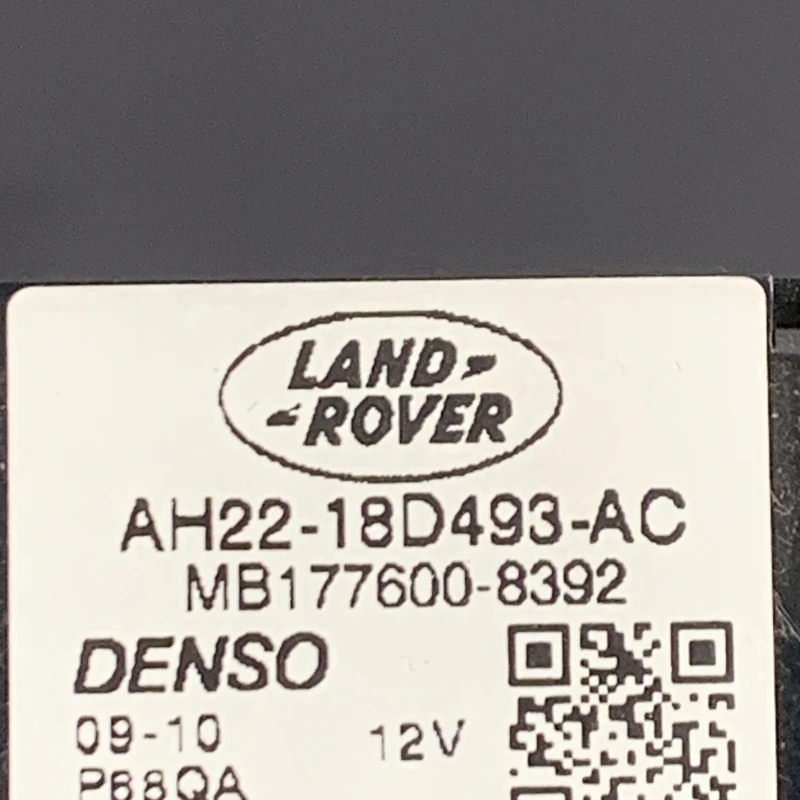 LAND
ROVER
AH22-18D493-AC
MB177600-8392
DENSO
09-10 12V
P68QA